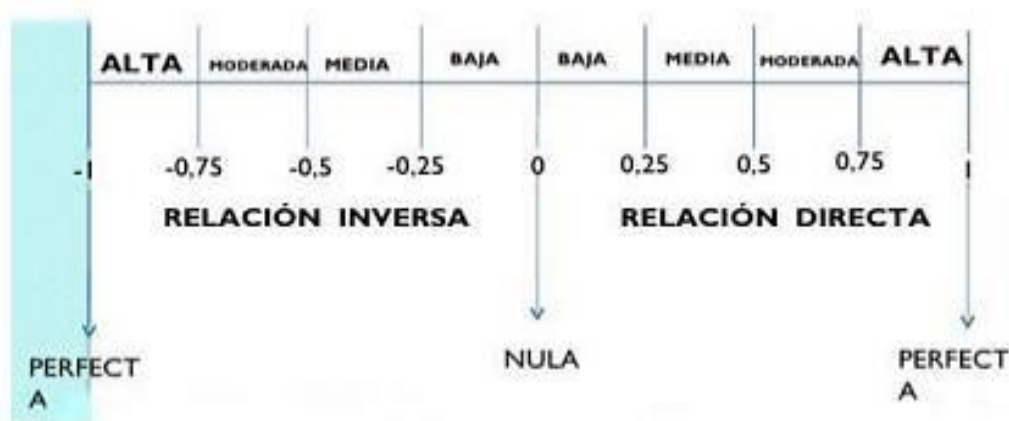 ALTA MODERADA MEDIA BAJA BAJA MEDIA MODERADA ALTA
-1 -0,75 -0,5 -0,25 0 0,25 0,5 0,75 1
RELACIÓN INVERSA RELACIÓN DIRECTA
PERFECT
A
NULA
PERFECT
A